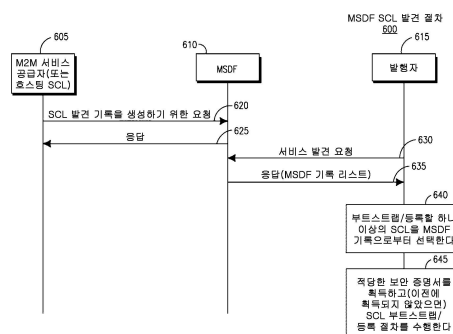 MSDF SCL 발견 절차
600
605
M2M 서비스
공급자(또는
호스팅 SCL)
610
MSDF
615
발행자
SCL 발견 기록을 생성하기 위한 요청
620
응답
625
서비스 발견 요청
630
응답(MSDF 기록 리스트)
635
640
부트스트랩/등록할 하나
이상의 SCL을 MSDF
기록으로부터 선택한다
645
적당한 보안 증명서를
획득하고(이전에
획득되지 않았으면)
SCL 부트스트랩/
등록 절차를 수행한다